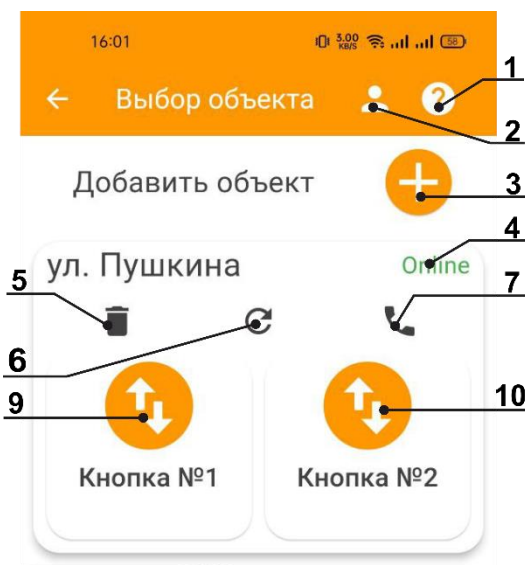 16:01 3.00 KB/S 58
Выбор объекта ? 1
2
Добавить объект 3
4
ул. Пушкина Online
5 7
6
9 10
Кнопка №1 Кнопка №2